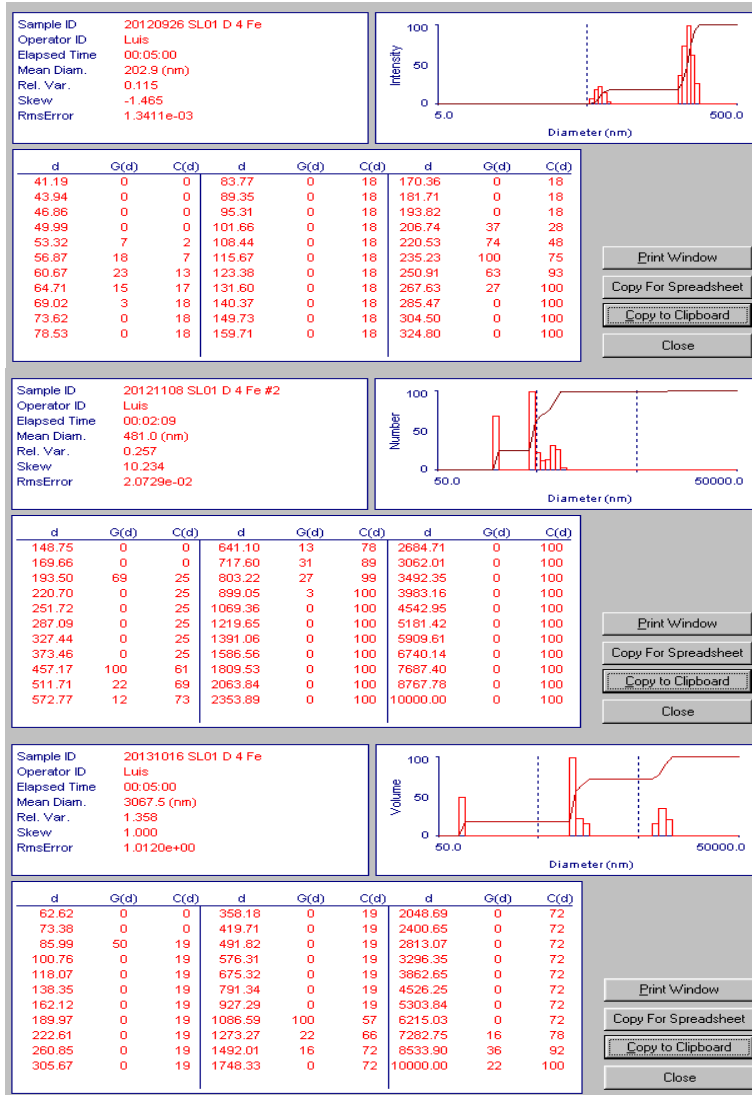 Sample ID 20120926 SL01 D 4 Fe
Operator ID Luis
Elapsed Time 00:05:00
Mean Diam. 202.9 (nm)
Rel. Var. 0.115
Skew -1.465
RmsError 1.3411e-03
100
50
0
Intensity
5.0 500.0
Diameter (nm)
d G(d) C(d) d G(d) C(d) d G(d) C(d)
41.19 0 0 83.77 0 18 170.36 0 18
43.94 0 0 89.35 0 18 181.71 0 18
46.86 0 0 95.31 0 18 193.82 0 18
49.99 0 0 101.66 0 18 206.74 37 28
53.32 7 2 108.44 0 18 220.53 74 48
56.87 18 7 115.67 0 18 235.23 100 75
60.67 23 13 123.38 0 18 250.91 63 93
64.71 15 17 131.60 0 18 267.63 27 100
69.02 3 18 140.37 0 18 285.47 0 100
73.62 0 18 149.73 0 18 304.50 0 100
78.53 0 18 159.71 0 18 324.80 0 100
Print Window
Copy For Spreadsheet
Copy to Clipboard
Close
Sample ID 20121108 SL01 D 4 Fe #2
Operator ID Luis
Elapsed Time 00:02:09
Mean Diam. 481.0 (nm)
Rel. Var. 0.257
Skew 10.234
RmsError 2.0729e-02
100
50
0
Number
50.0 50000.0
Diameter (nm)
d G(d) C(d) d G(d) C(d) d G(d) C(d)
148.75 0 0 641.10 13 78 2684.71 0 100
169.66 0 0 717.60 31 89 3062.01 0 100
193.50 69 25 803.22 27 99 3492.35 0 100
220.70 0 25 899.05 3 100 3983.16 0 100
251.72 0 25 1069.36 0 100 4542.95 0 100
287.09 0 25 1219.65 0 100 5181.42 0 100
327.44 0 25 1391.06 0 100 5909.61 0 100
373.46 0 25 1586.56 0 100 6740.14 0 100
457.17 100 61 1809.53 0 100 7687.40 0 100
511.71 22 69 2063.84 0 100 8767.78 0 100
572.77 12 73 2353.89 0 100 10000.00 0 100
Print Window
Copy For Spreadsheet
Copy to Clipboard
Close
Sample ID 20131016 SL01 D 4 Fe
Operator ID Luis
Elapsed Time 00:05:00
Mean Diam. 3067.5 (nm)
Rel. Var. 1.358
Skew 1.000
RmsError 1.0120e+00
100
50
0
Volume
50.0 50000.0
Diameter (nm)
d G(d) C(d) d G(d) C(d) d G(d) C(d)
62.62 0 0 358.18 0 19 2048.69 0 72
73.38 0 0 419.71 0 19 2400.65 0 72
85.99 50 19 491.82 0 19 2813.07 0 72
100.76 0 19 576.31 0 19 3296.35 0 72
118.07 0 19 675.32 0 19 3862.65 0 72
138.35 0 19 791.34 0 19 4526.25 0 72
162.12 0 19 927.29 0 19 5303.84 0 72
189.97 0 19 1086.59 100 57 6215.03 0 72
222.61 0 19 1273.27 22 66 7282.75 16 78
260.85 0 19 1492.01 16 72 8533.90 36 92
305.67 0 19 1748.33 0 72 10000.00 22 100
Print Window
Copy For Spreadsheet
Copy to Clipboard
Close